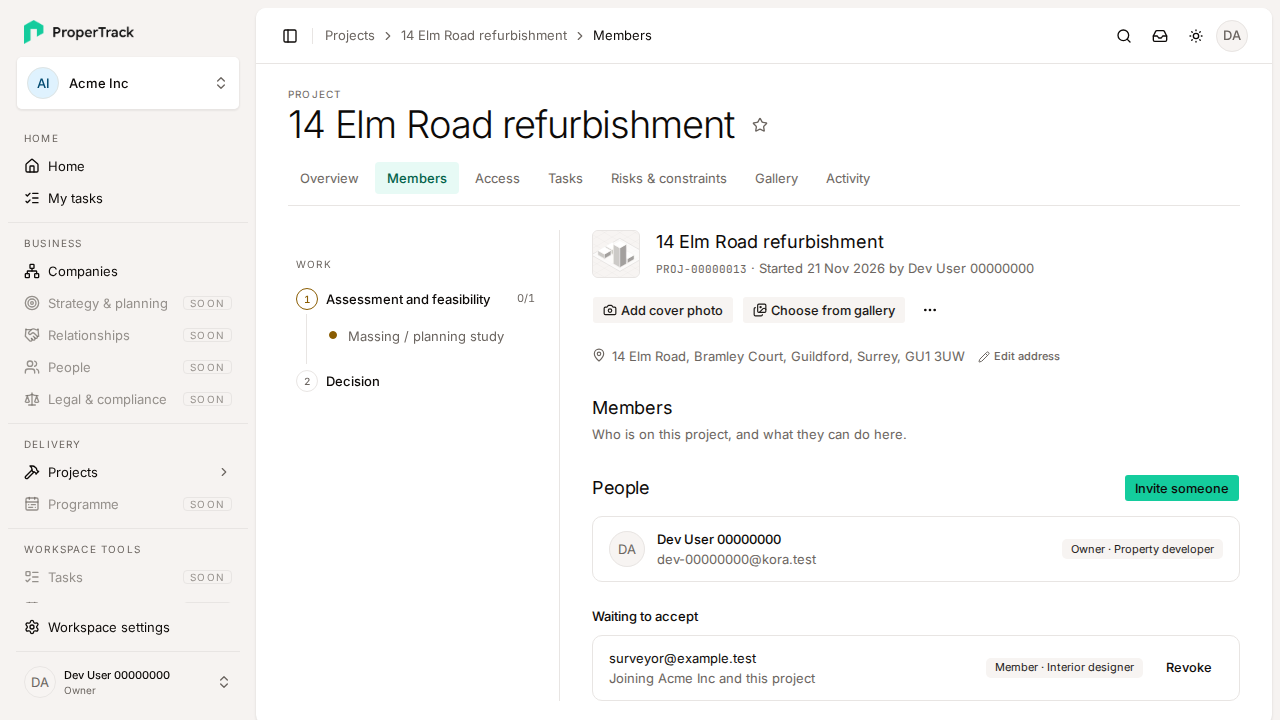 ProperTrack
AI
Acme Inc
HOME
Home
My tasks
BUSINESS
Companies
Strategy & planning SOON
Relationships SOON
People SOON
Legal & compliance SOON
DELIVERY
Projects
Programme SOON
WORKSPACE TOOLS
Tasks SOON
Workspace settings
DA
Dev User 00000000
Owner
Projects > 14 Elm Road refurbishment > Members
DA
PROJECT
14 Elm Road refurbishment
Overview Members Access Tasks Risks & constraints Gallery Activity
WORK
1 Assessment and feasibility 0/1
Massing / planning study
2 Decision
14 Elm Road refurbishment
PROJ-00000013 · Started 21 Nov 2026 by Dev User 00000000
Add cover photo Choose from gallery
14 Elm Road, Bramley Court, Guildford, Surrey, GU1 3UW Edit address
Members
Who is on this project, and what they can do here.
People Invite someone
DA
Dev User 00000000
dev-00000000@kora.test
Owner · Property developer
Waiting to accept
surveyor@example.test
Joining Acme Inc and this project
Member · Interior designer
Revoke